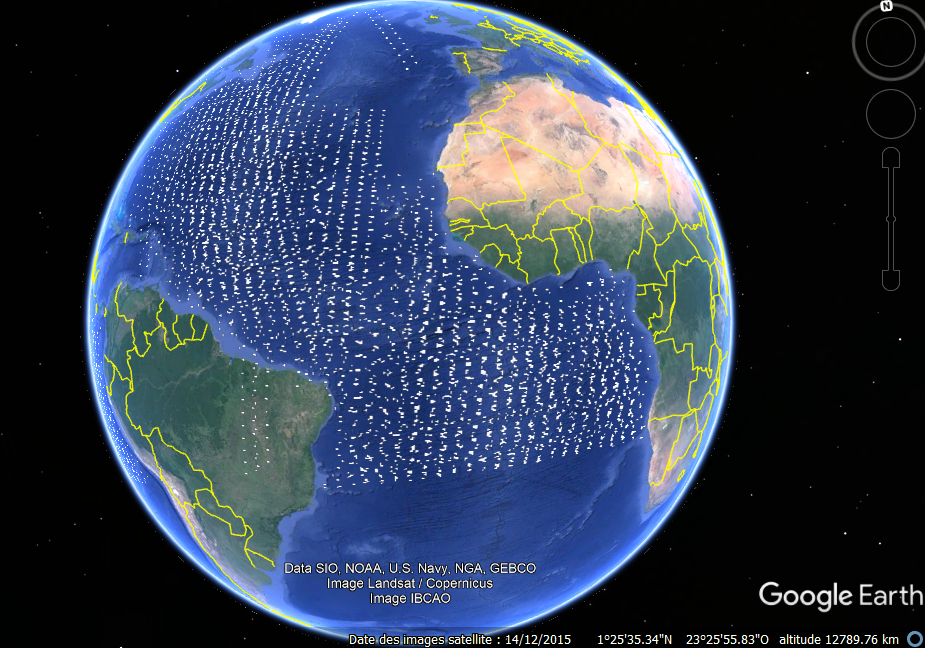 N
Data SIO, NOAA, U.S. Navy, NGA, GEBCO
Image Landsat / Copernicus
Image IBCAO
Google Earth
Date des images satellite : 14/12/2015 1°25'35.34"N 23°25'55.83"O altitude 12789.76 km